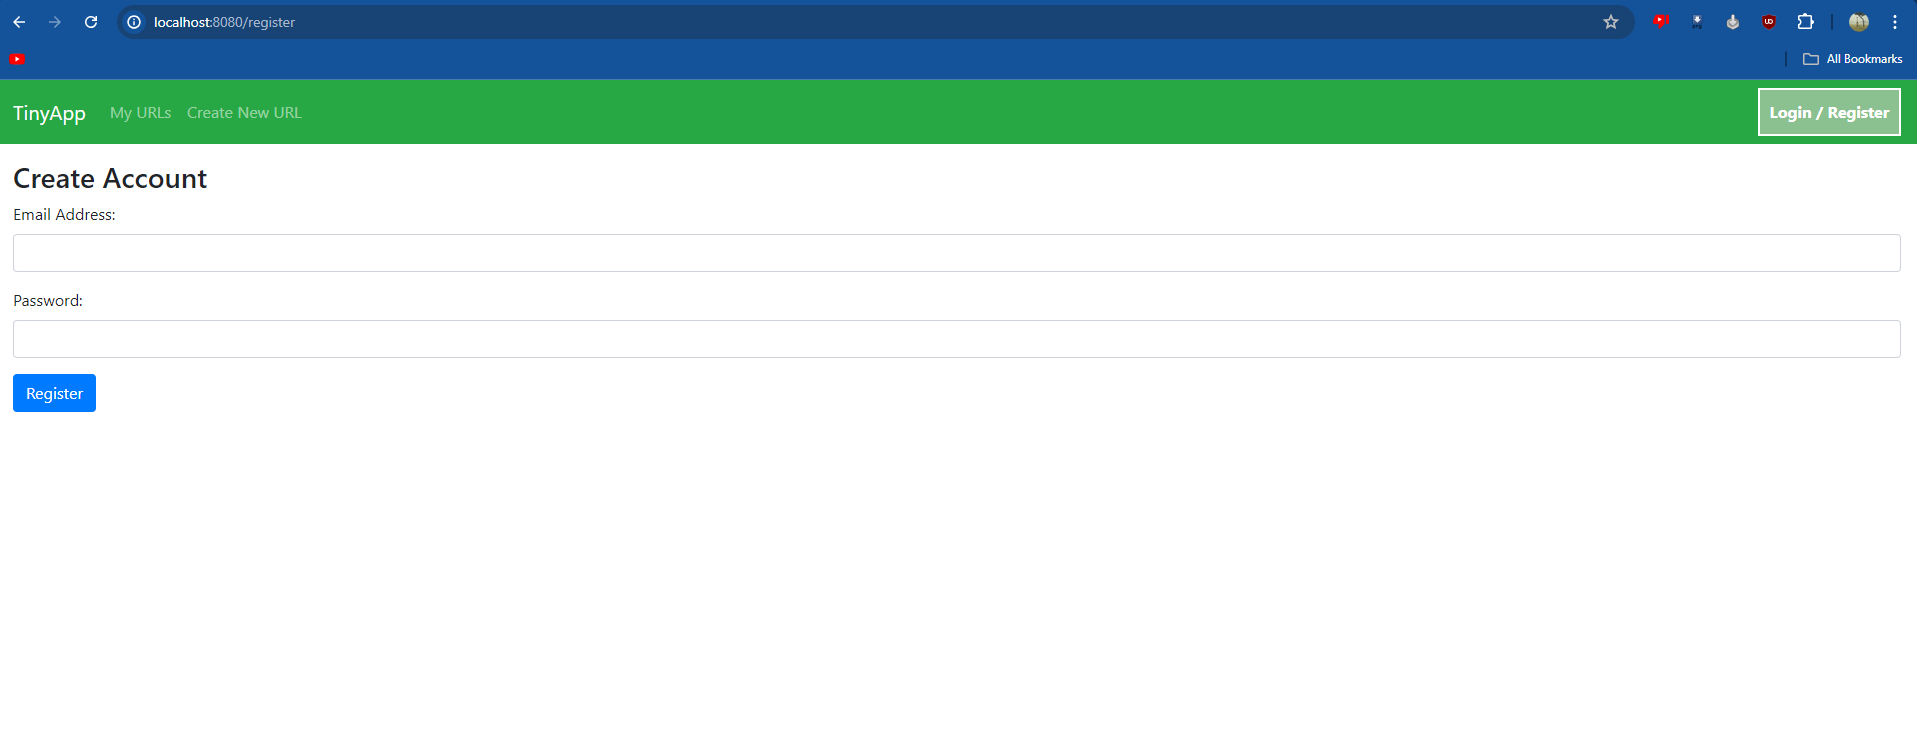 localhost:8080/register
All Bookmarks
TinyApp My URLs Create New URL Login / Register
Create Account
Email Address:
Password:
Register